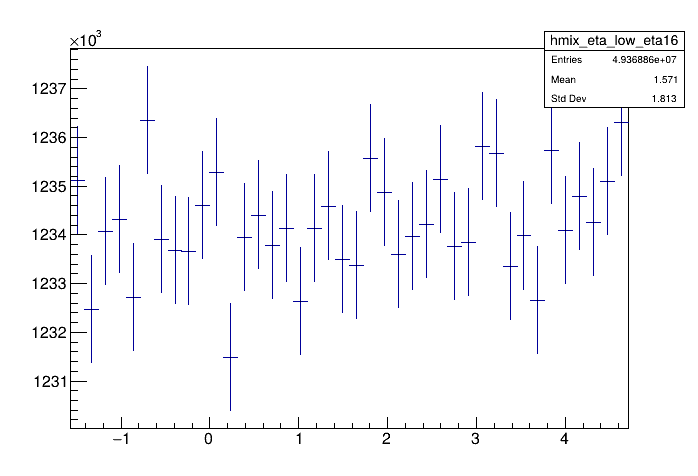 ×10³
hmix_eta_low_eta16
Entries 4.936886e+07
Mean 1.571
Std Dev 1.813
1237
1236
1235
1234
1233
1232
1231
−1 0 1 2 3 4